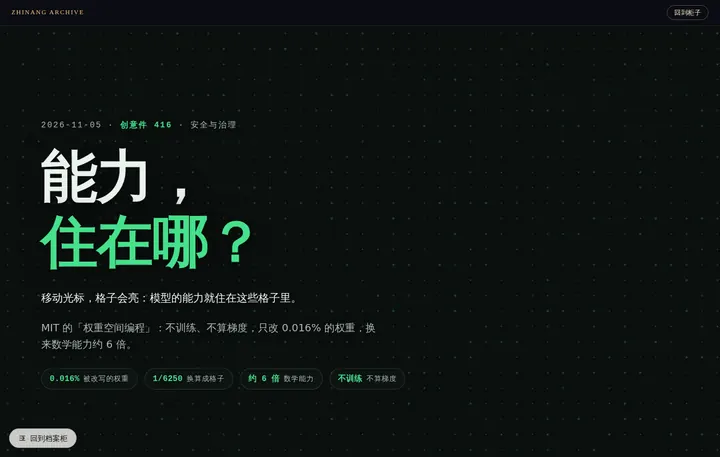 ZHINANG ARCHIVE
回到柜子
2026-11-05 · 创意件 416 · 安全与治理
能力，
住在哪？
移动光标，格子会亮：模型的能力就住在这些格子里。
MIT 的「权重空间编程」：不训练、不算梯度，只改 0.016% 的权重，换
来数学能力约 6 倍。
0.016% 被改写的权重
1/6250 换算成格子
约 6 倍 数学能力
不训练 不算梯度
回到档案柜